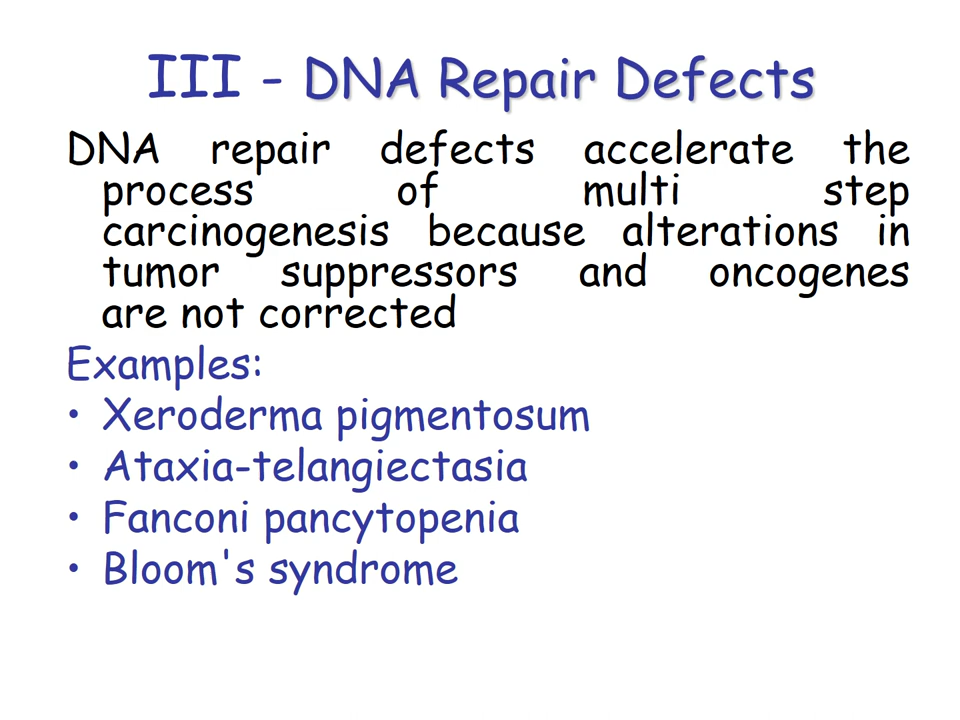 III - DNA Repair Defects
DNA repair defects accelerate the
process of multi step
carcinogenesis because alterations in
tumor suppressors and oncogenes
are not corrected
Examples:
• Xeroderma pigmentosum
• Ataxia-telangiectasia
• Fanconi pancytopenia
• Bloom's syndrome